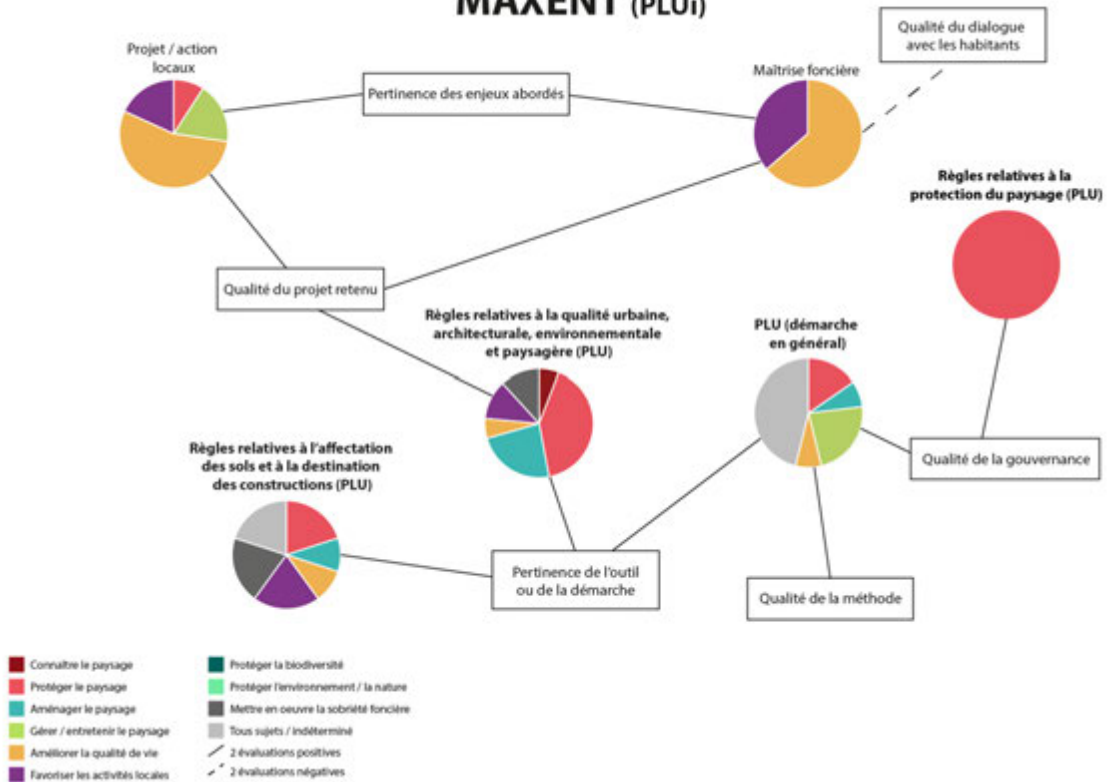 MAXENT (PLUi)
Qualité du dialogue
avec les habitants
Projet / action
locaux
Pertinence des enjeux abordés
Maîtrise foncière
Règles relatives à la
protection du paysage (PLU)
Qualité du projet retenu
Règles relatives à la qualité urbaine,
architecturale, environnementale
et paysagère (PLU)
PLU (démarche
en général)
Règles relatives à l'affectation
des sols et à la destination
des constructions (PLU)
Qualité de la gouvernance
Pertinence de l'outil
ou de la démarche
Qualité de la méthode
Connaître le paysage
Protéger le paysage
Aménager le paysage
Gérer / entretenir le paysage
Améliorer la qualité de vie
Favoriser les activités locales
Protéger la biodiversité
Protéger l'environnement / la nature
Mettre en oeuvre la sobriété foncière
Tous sujets / indéterminé
2 évaluations positives
2 évaluations négatives